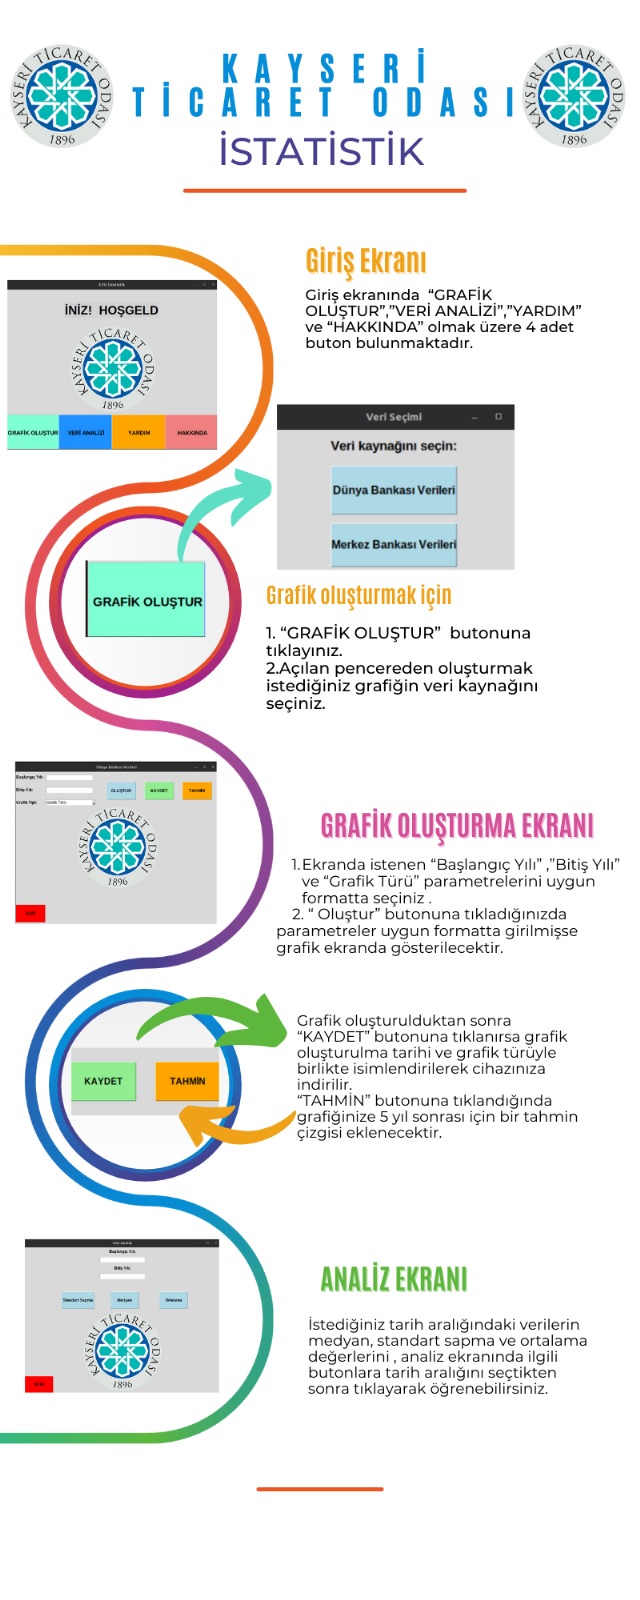 KAYSERİ TİCARET ODASI
1896
KAYSERİ
TİCARET ODASI
KAYSERİ TİCARET ODASI
1896
İSTATİSTİK
Giriş Ekranı
Giriş ekranında “GRAFİK
OLUŞTUR”,”VERİ ANALİZİ”,”YARDIM”
ve “HAKKINDA” olmak üzere 4 adet
buton bulunmaktadır.
KTO İstatistik
İNİZ! HOŞGELD
KAYSERİ TİCARET ODASI
1896
GRAFİK OLUŞTUR
VERİ ANALİZİ
YARDIM
HAKKINDA
Veri Seçimi
Veri kaynağını seçin:
Dünya Bankası Verileri
Merkez Bankası Verileri
GRAFİK OLUŞTUR
Grafik oluşturmak için
1. “GRAFİK OLUŞTUR” butonuna
tıklayınız.
2.Açılan pencereden oluşturmak
istediğiniz grafiğin veri kaynağını
seçiniz.
Dünya Bankası Verileri
Başlangıç Yılı:
Bitiş Yılı:
Grafik Tipi:
Grafik Türü
OLUŞTUR
KAYDET
TAHMİN
KAYSERİ TİCARET ODASI
1896
GRAFİK OLUŞTURMA EKRANI
1.Ekranda istenen “Başlangıç Yılı” ,”Bitiş Yılı”
ve “Grafik Türü” parametrelerini uygun
formatta seçiniz .
2. “ Oluştur” butonuna tıkladığınızda
parametreler uygun formatta girilmişse
grafik ekranda gösterilecektir.
KAYDET
TAHMİN
Grafik oluşturulduktan sonra
“KAYDET” butonuna tıklanırsa grafik
oluşturulma tarihi ve grafik türüyle
birlikte isimlendirilerek cihazınıza
indirilir.
“TAHMİN” butonuna tıklandığında
grafiğinize 5 yıl sonrası için bir tahmin
çizgisi eklenecektir.
Veri Analizi
Başlangıç Yılı:
Bitiş Yılı:
Standart Sapma
Medyan
Ortalama
KAYSERİ TİCARET ODASI
1896
ANALİZ EKRANI
İstediğiniz tarih aralığındaki verilerin
medyan, standart sapma ve ortalama
değerlerini , analiz ekranında ilgili
butonlara tarih aralığını seçtikten
sonra tıklayarak öğrenebilirsiniz.